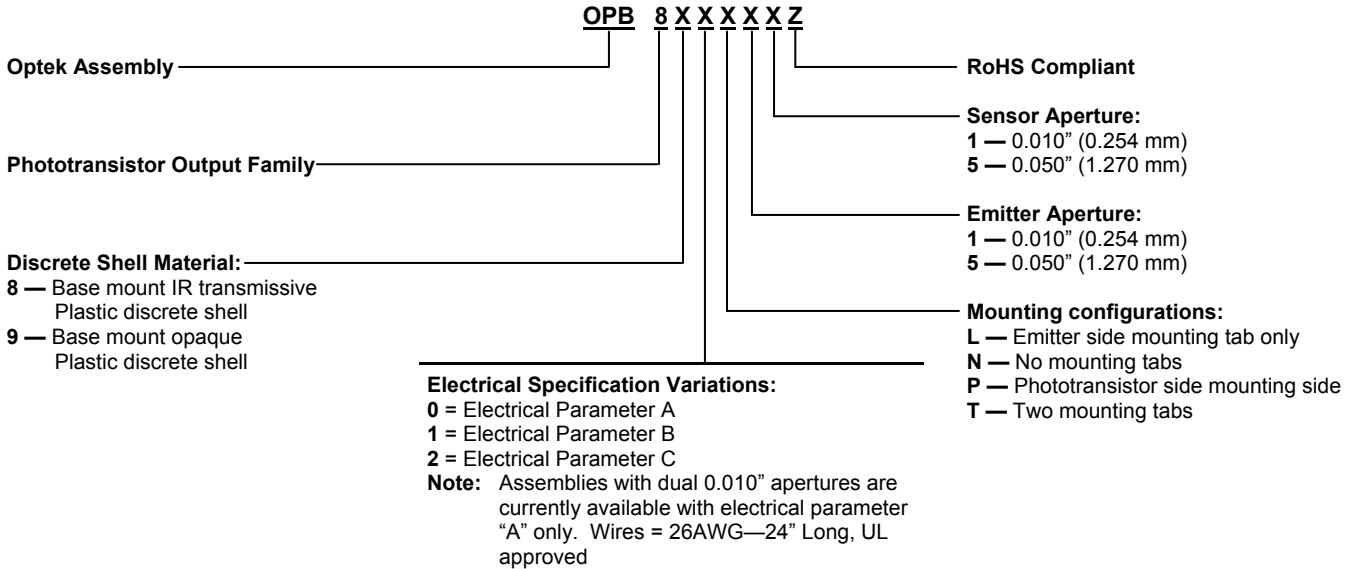 OPB 8 X X X X X Z
Optek Assembly
Phototransistor Output Family
Discrete Shell Material:
8 — Base mount IR transmissive
Plastic discrete shell
9 — Base mount opaque
Plastic discrete shell
Electrical Specification Variations:
0 = Electrical Parameter A
1 = Electrical Parameter B
2 = Electrical Parameter C
Note: Assemblies with dual 0.010” apertures are
currently available with electrical parameter
“A” only. Wires = 26AWG—24” Long, UL
approved
RoHS Compliant
Sensor Aperture:
1 — 0.010” (0.254 mm)
5 — 0.050” (1.270 mm)
Emitter Aperture:
1 — 0.010” (0.254 mm)
5 — 0.050” (1.270 mm)
Mounting configurations:
L — Emitter side mounting tab only
N — No mounting tabs
P — Phototransistor side mounting side
T — Two mounting tabs